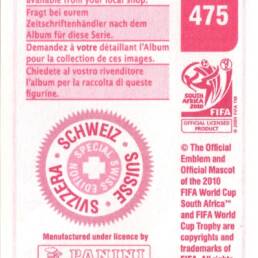 available from your local shop.
Fragt bei eurem
Zeitschriftenhändler nach dem
Album für diese Serie.
Demandez à votre détaillant l'Album
pour la collection de ces images.
Chiedete al vostro rivenditore
l'album per la raccolta di queste
figurine.
SCHWEIZ · SUISSE · SVIZZERA ·
SPECIAL SWISS EDITION
Manufactured under licence by
PANINI
475
SOUTH AFRICA
2010
FIFA
OFFICIAL LICENSED
PRODUCT
© The Official
Emblem and
Official Mascot
of the 2010
FIFA World Cup
South Africa™
and FIFA World
Cup Trophy are
copyrights and
trademarks of
FIFA. All rights